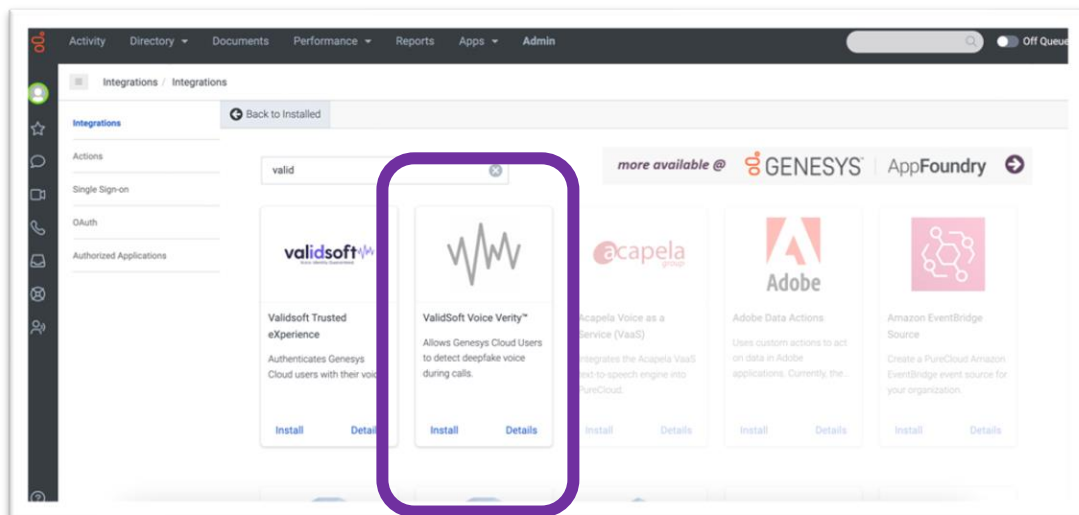 Activity Directory Documents Performance Reports Apps Admin Off Queue
Integrations / Integrations
Back to Installed
Integrations
Actions
Single Sign-on
OAuth
Authorized Applications
valid
more available @ GENESYS™ AppFoundry
validsoft
acapela
group
Adobe
Validsoft Trusted
eXperience
Authenticates Genesys
Cloud users with their voic
Install Detail
ValidSoft Voice Verity™
Allows Genesys Cloud Users
to detect deepfake voice
during calls.
Install Details
Acapela Voice as a
Service (VaaS)
Integrates the Acapela VaaS
text-to-speech engine into
PureCloud.
Install Details
Adobe Data Actions
Uses custom actions to act
on data in Adobe
applications. Currently, the...
Install Details
Amazon EventBridge
Source
Create a PureCloud Amazon
EventBridge event source for
your organization.
Install Details